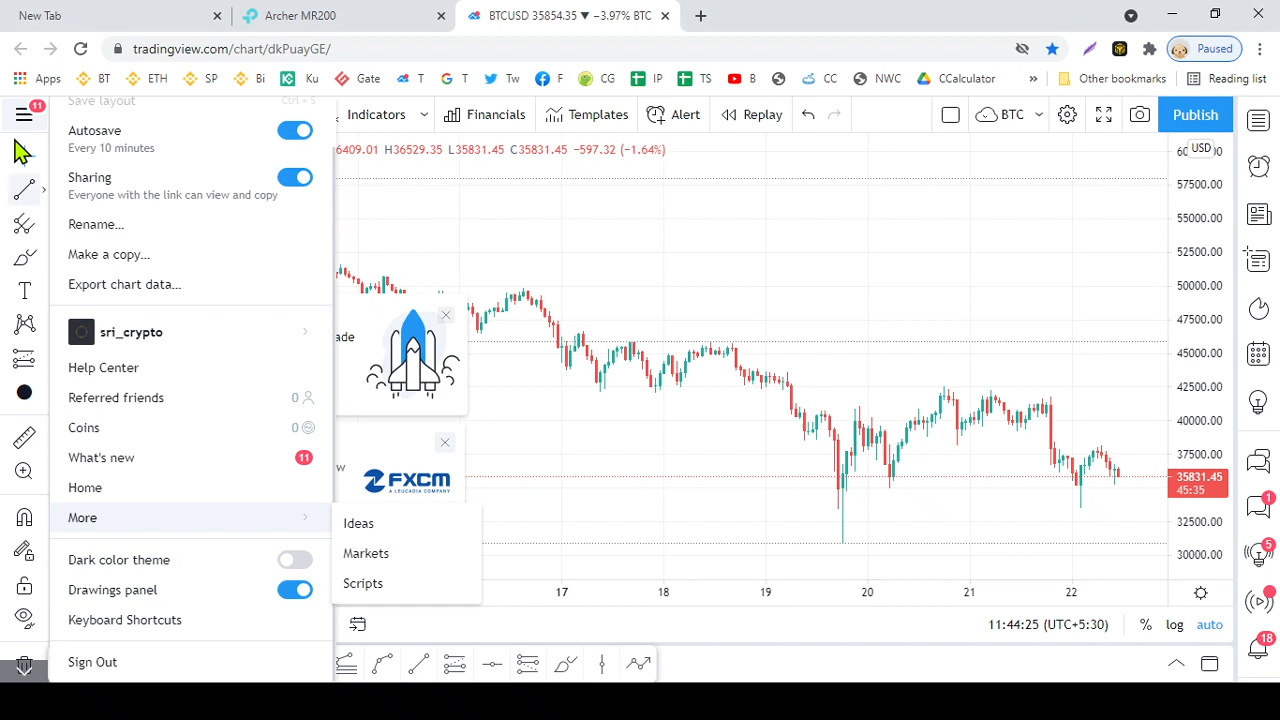 New Tab
Archer MR200
BTCUSD 35854.35 ▼ −3.97% BTC
tradingview.com/chart/dkPuayGE/
Paused
Apps
BT
ETH
SP
Bi
Ku
Gate
T
T
Tw
F
CG
IP
TS
B
CC
NWC
CCalculator
»
Other bookmarks
Reading list
11
Save layout
Ctrl + S
Autosave
Every 10 minutes
Sharing
Everyone with the link can view and copy
Rename...
Make a copy...
Export chart data...
sri_crypto
Help Center
Referred friends
0
Coins
0
What's new
11
Home
More
Dark color theme
Drawings panel
Keyboard Shortcuts
Sign Out
Ideas
Markets
Scripts
Indicators
Financials
Templates
Alert
Replay
BTC
Publish
6409.01 H36529.35 L35831.45 C35831.45 −597.32 (−1.64%)
USD
57500.00
55000.00
52500.00
50000.00
47500.00
45000.00
42500.00
40000.00
37500.00
35831.45
45:35
32500.00
30000.00
ade
w
FXCM
A LEUCADIA COMPANY
17
18
19
20
21
22
11:44:25 (UTC+5:30)
%
log
auto
1
5
18